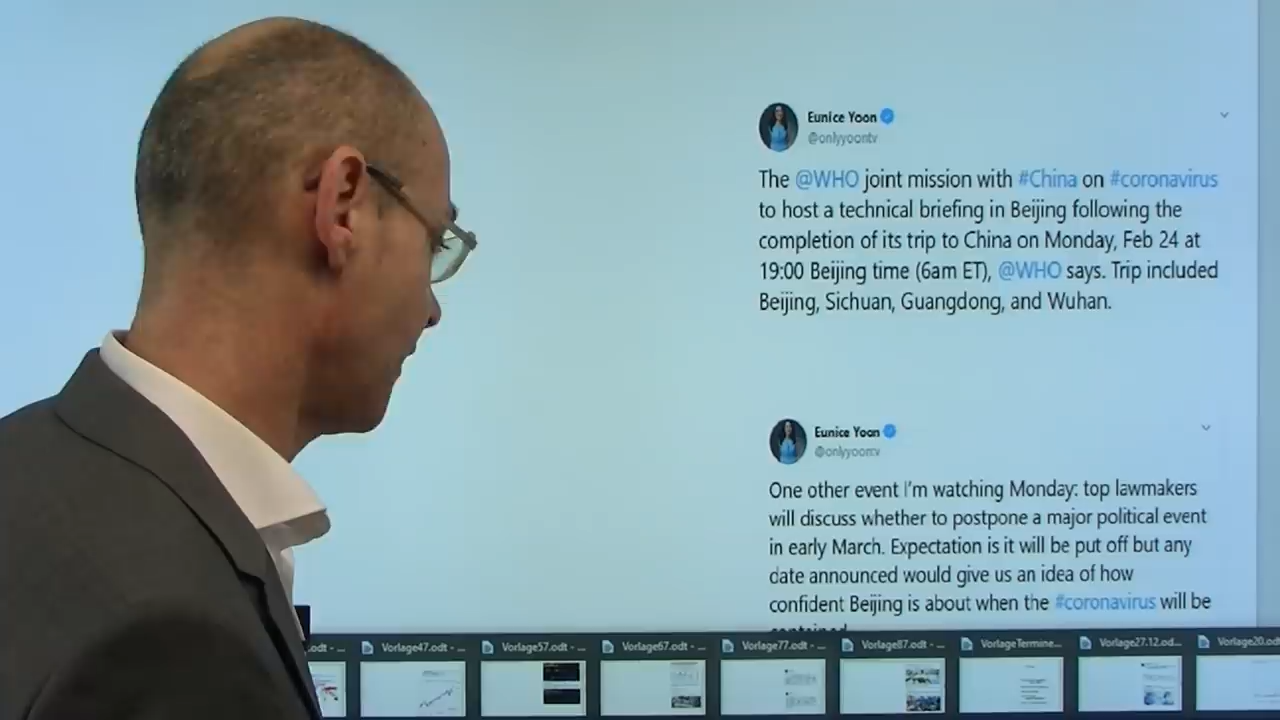 Eunice Yoon
@onlyyoontv
The @WHO joint mission with #China on #coronavirus
to host a technical briefing in Beijing following the
completion of its trip to China on Monday, Feb 24 at
19:00 Beijing time (6am ET), @WHO says. Trip included
Beijing, Sichuan, Guangdong, and Wuhan.
Eunice Yoon
@onlyyoontv
One other event I'm watching Monday: top lawmakers
will discuss whether to postpone a major political event
in early March. Expectation is it will be put off but any
date announced would give us an idea of how
confident Beijing is about when the #coronavirus will be
.odt - ...
Vorlage47.odt - ...
Vorlage57.odt - ...
Vorlage67.odt - ...
Vorlage77.odt - ...
Vorlage87.odt - ...
VorlageTermine...
Vorlage27.12.od...
Vorlage20.odt